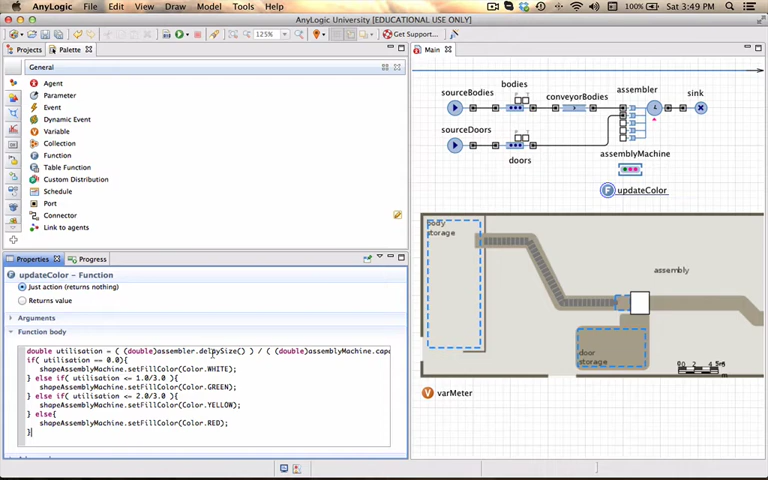 AnyLogic File Edit View Draw Model Tools Help
100% Sat 3:49 PM
AnyLogic University [EDUCATIONAL USE ONLY]
125% Get Support...
Projects Palette
General
Agent
Parameter
Event
Dynamic Event
Variable
Collection
Function
Table Function
Custom Distribution
Schedule
Port
Connector
Link to agents
Properties Progress
updateColor - Function
Just action (returns nothing)
Returns value
Arguments
Function body
double utilisation = ( (double)assembler.delaySize() ) / ( (double)assemblyMachine.capa
if( utilisation == 0.0){
shapeAssemblyMachine.setFillColor(Color.WHITE);
} else if( utilisation <= 1.0/3.0 ){
shapeAssemblyMachine.setFillColor(Color.GREEN);
} else if( utilisation <= 2.0/3.0 ){
shapeAssemblyMachine.setFillColor(Color.YELLOW);
} else{
shapeAssemblyMachine.setFillColor(Color.RED);
}
Main
sourceBodies bodies conveyorBodies assembler sink
sourceDoors
doors
assemblyMachine
updateColor
body
storage
assembly
door
storage
varMeter